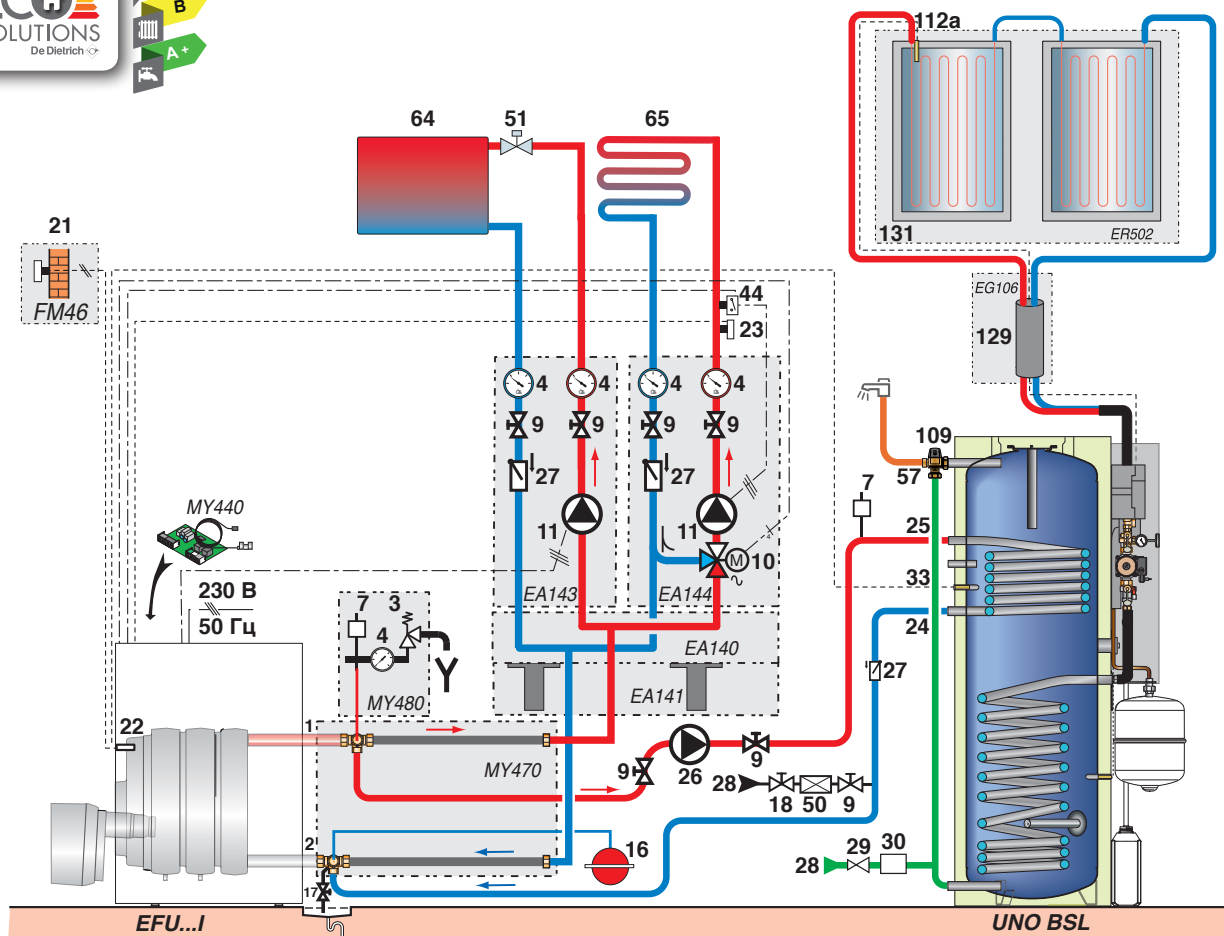 B
OLUTIONS
De Dietrich
A+
112a
131
ER502
64
51
65
21
FM46
EG106
129
44
23
4
4
4
4
9
9
9
9
27
27
109
57
7
11
11
10
25
MY440
EA143
EA144
33
230 В
50 Гц
7
3
4
24
EA140
MY480
EA141
27
22
1
MY470
9
26
9
28
18
50
9
2
16
17
28
29
30
M
EFU...I
UNO BSL